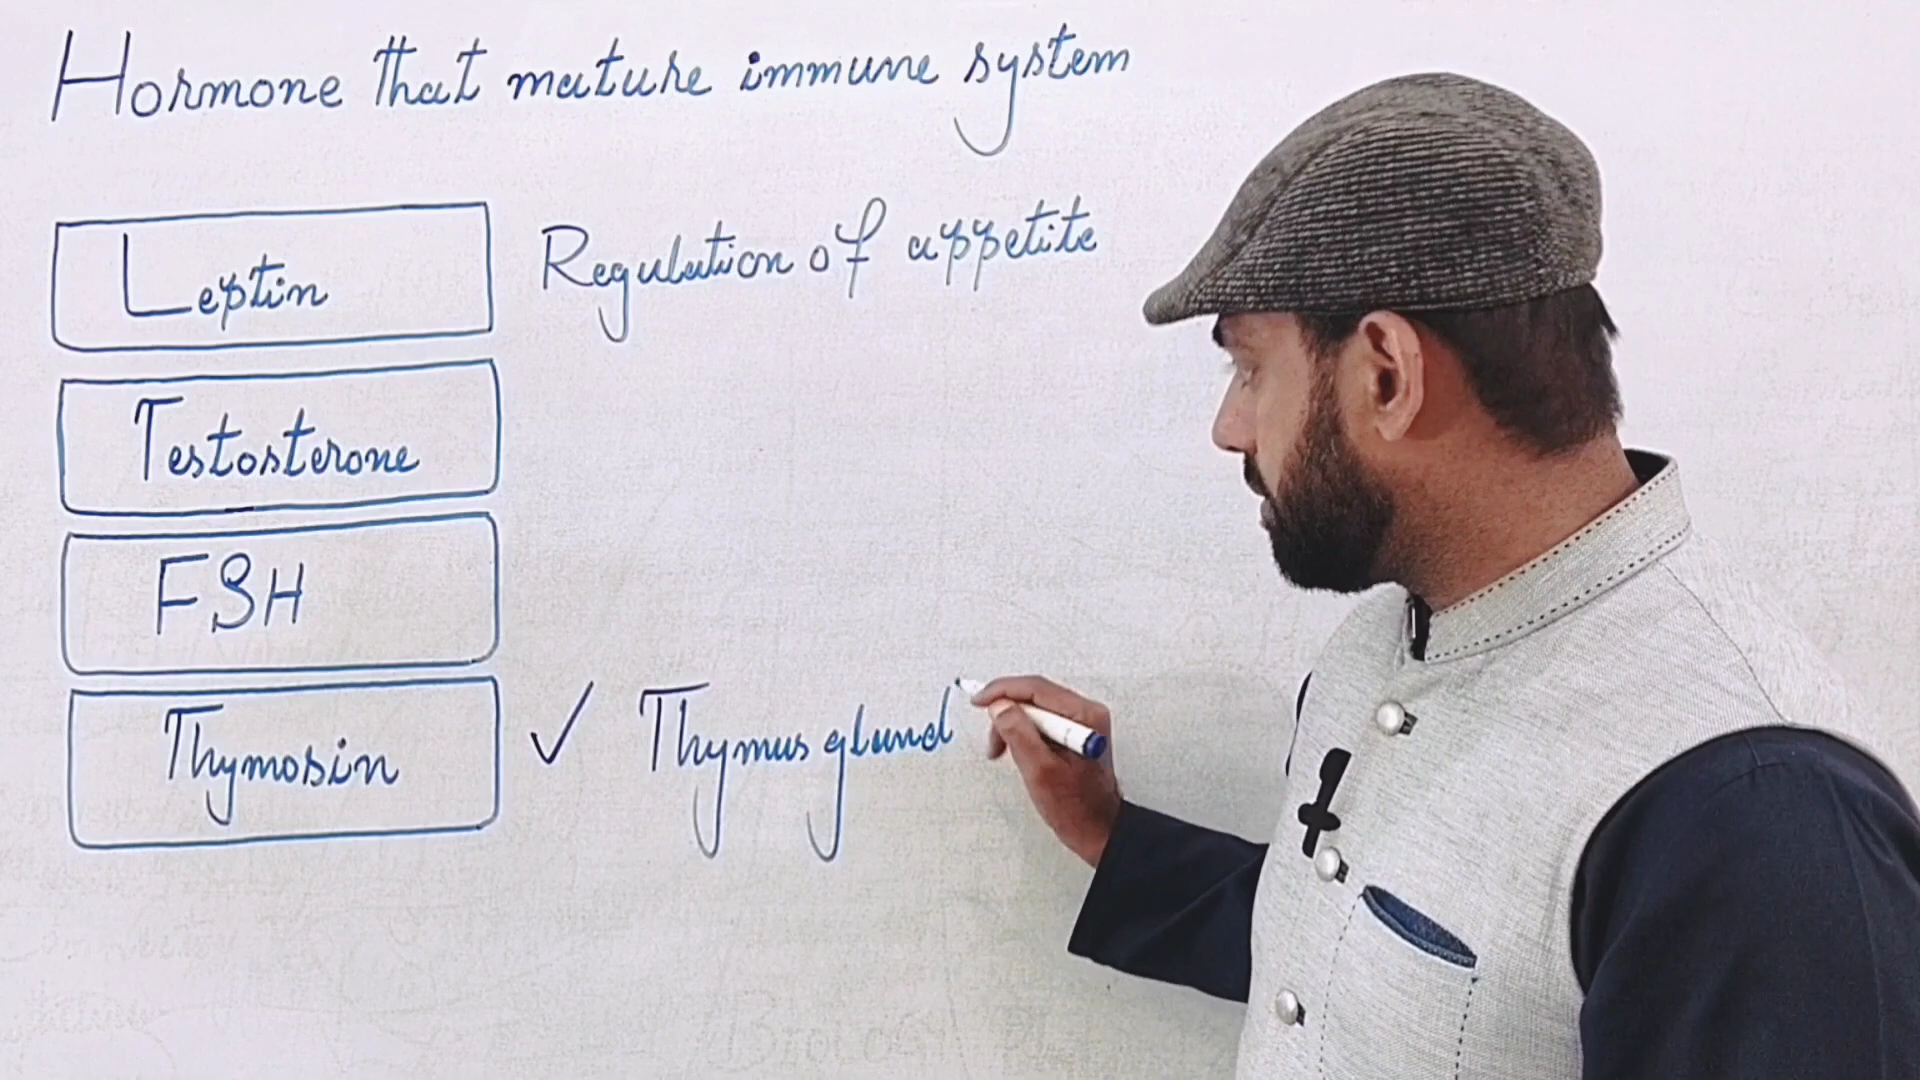 Hormone that mature immune system
Leptin Regulation of appetite
Testosterone
FSH
Thymosin ✓ Thymus gland